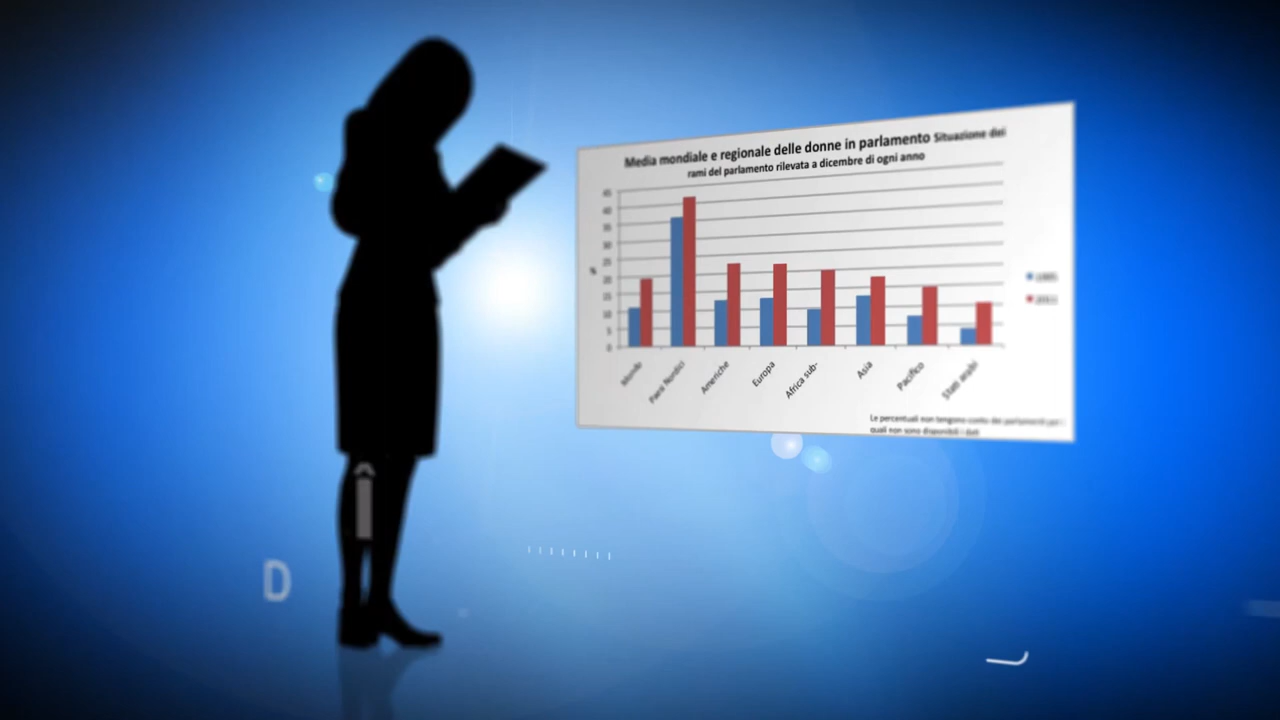 Media mondiale e regionale delle donne in parlamento Situazione dei
rami del parlamento rilevata a dicembre di ogni anno
45
40
35
30
25
20
15
10
5
0
%
Mondo
Paesi Nordici
Americhe
Europa
Africa sub-
Asia
Pacifico
Stati arabi
1995
2011
Le percentuali non tengono conto dei parlamenti per i
quali non sono disponibili i dati
Î
D